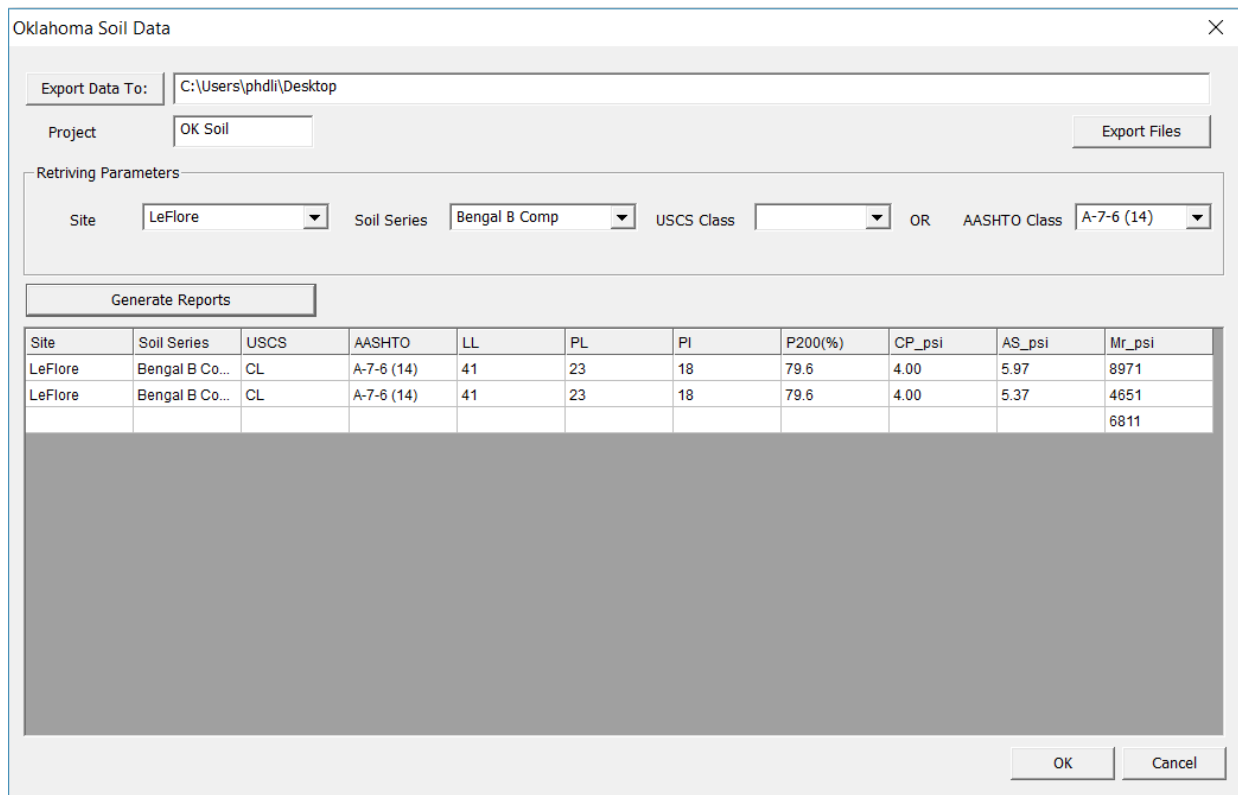 Oklahoma Soil Data
Export Data To: C:\Users\phdli\Desktop
Project OK Soil Export Files
Retriving Parameters
Site LeFlore Soil Series Bengal B Comp USCS Class OR AASHTO Class A-7-6 (14)
Generate Reports
Site Soil Series USCS AASHTO LL PL PI P200(%) CP_psi AS_psi Mr_psi
LeFlore Bengal B Co... CL A-7-6 (14) 41 23 18 79.6 4.00 5.97 8971
LeFlore Bengal B Co... CL A-7-6 (14) 41 23 18 79.6 4.00 5.37 4651
6811
OK Cancel